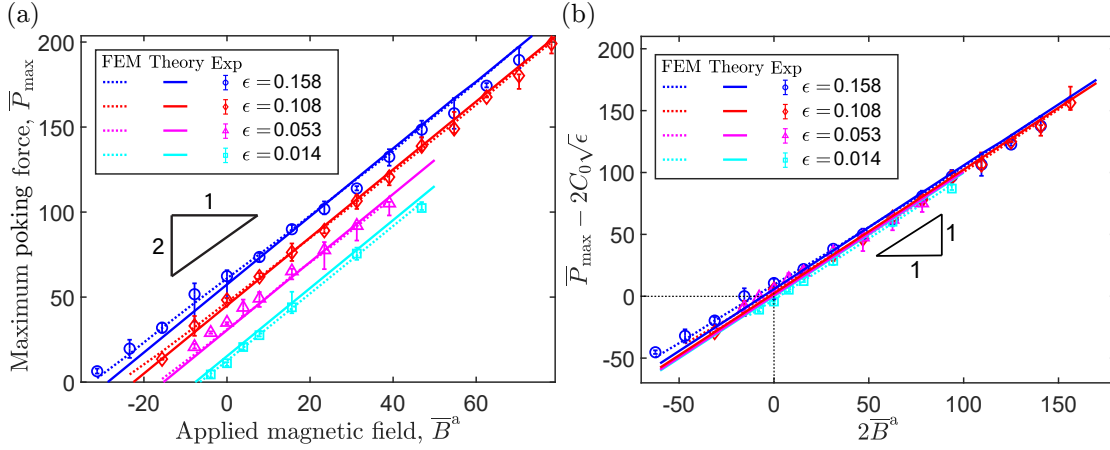 (a)
Maximum poking force, P̅max
200
150
100
50
0
FEM Theory Exp
ϵ = 0.158
ϵ = 0.108
ϵ = 0.053
ϵ = 0.014
1
2
-20 0 20 40 60
Applied magnetic field, B̅ᵃ
(b)
P̅max − 2C₀√ϵ
200
150
100
50
0
-50
FEM Theory Exp
ϵ = 0.158
ϵ = 0.108
ϵ = 0.053
ϵ = 0.014
1
1
-50 0 50 100 150
2B̅ᵃ